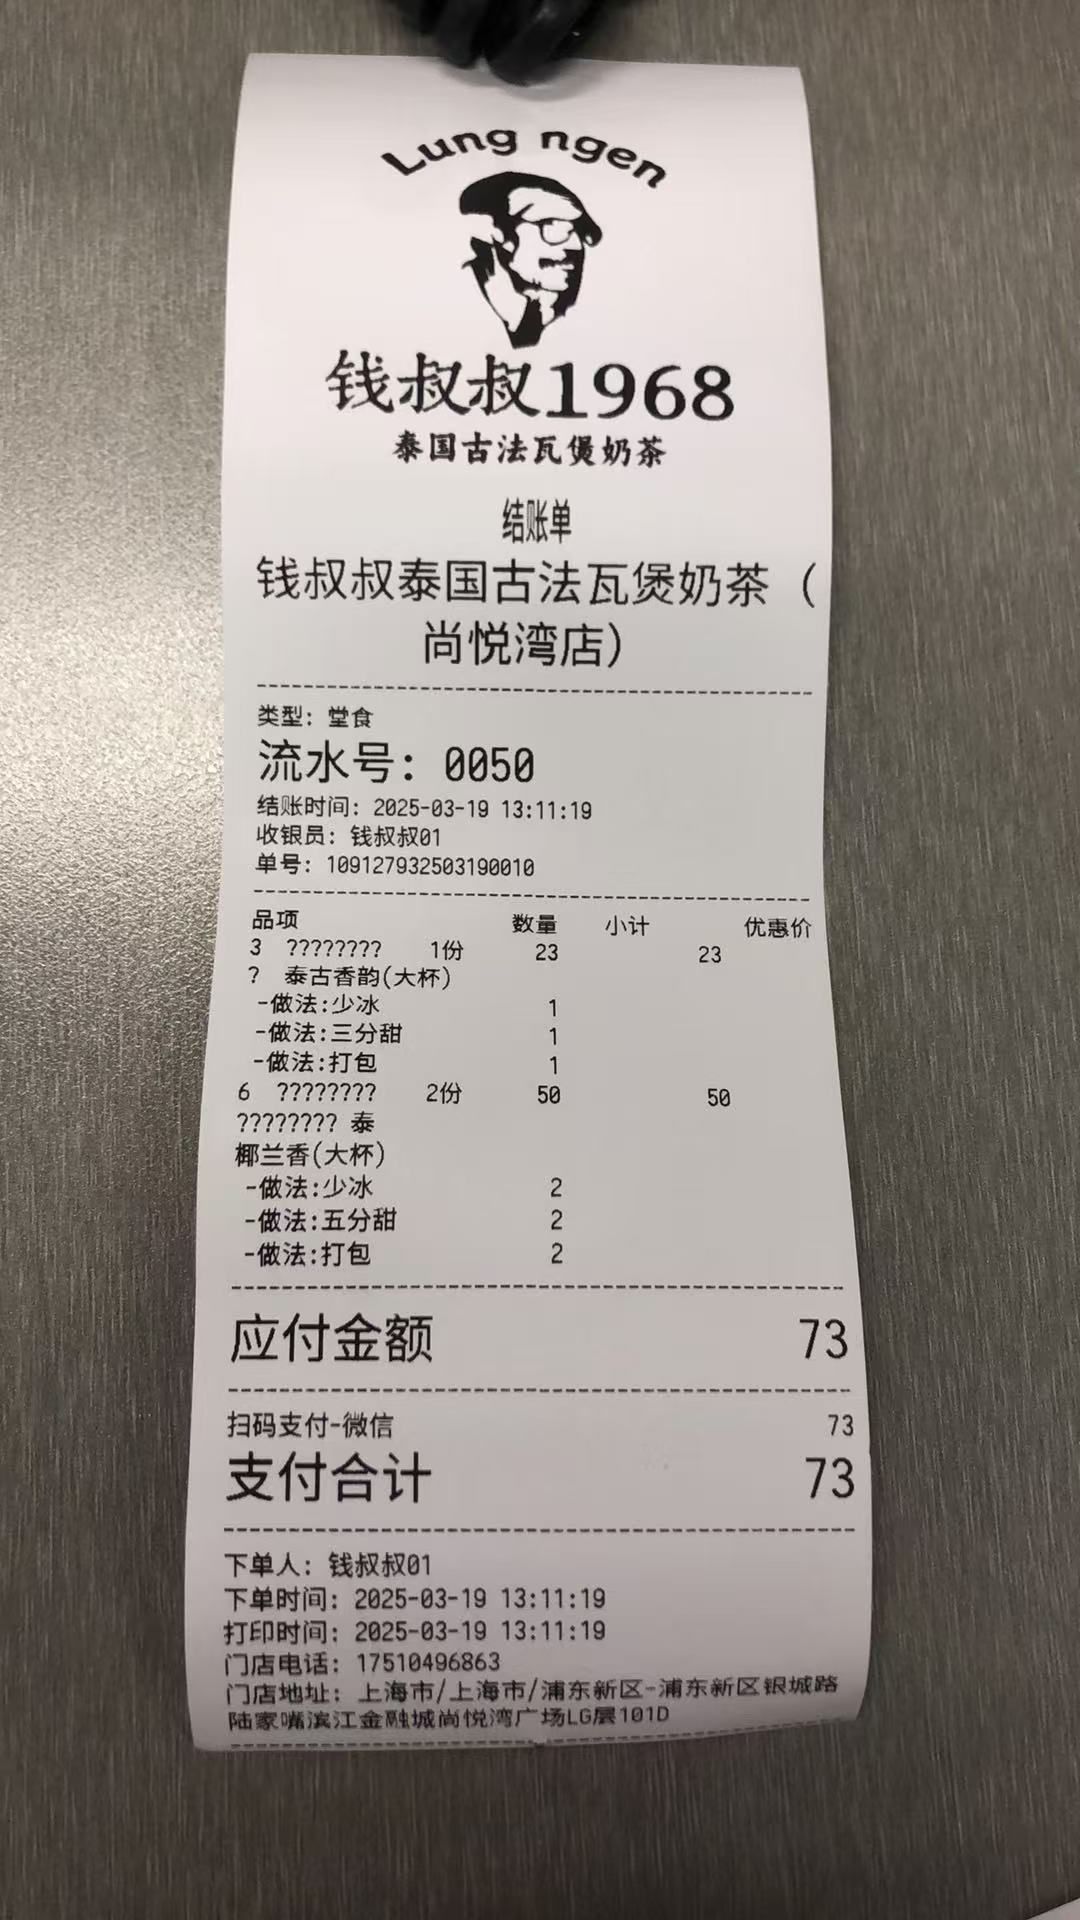 Lung ngen
钱叔叔1968
泰国古法瓦煲奶茶
结账单
钱叔叔泰国古法瓦煲奶茶（
尚悦湾店）
类型：堂食
流水号：0050
结账时间：2025-03-19 13:11:19
收银员：钱叔叔01
单号：109127932503190010
品项 数量 小计 优惠价
3 ???????? 1份 23 23
? 泰古香韵(大杯)
-做法:少冰 1
-做法:三分甜 1
-做法:打包 1
6 ???????? 2份 50 50
???????? 泰
椰兰香(大杯)
-做法:少冰 2
-做法:五分甜 2
-做法:打包 2
应付金额 73
扫码支付-微信 73
支付合计 73
下单人：钱叔叔01
下单时间：2025-03-19 13:11:19
打印时间：2025-03-19 13:11:19
门店电话：17510496863
门店地址：上海市/上海市/浦东新区-浦东新区银城路
陆家嘴滨江金融城尚悦湾广场LG层101D